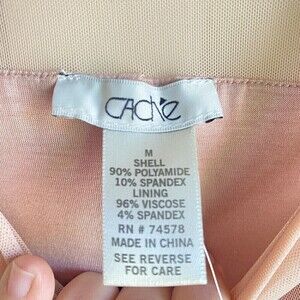 CACHE
M
SHELL
90% POLYAMIDE
10% SPANDEX
LINING
96% VISCOSE
4% SPANDEX
RN # 74578
MADE IN CHINA
SEE REVERSE
FOR CARE